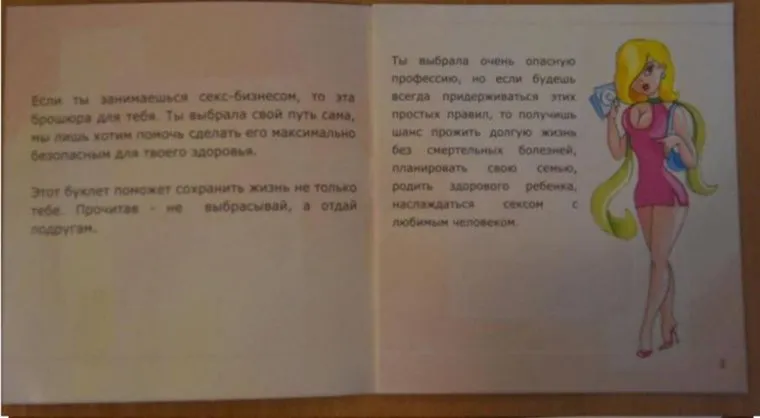 Если ты занимаешься секс-бизнесом, то эта
брошюра для тебя. Ты выбрала свой путь сама,
мы лишь хотим помочь сделать его максимально
безопасным для твоего здоровья.
Этот буклет поможет сохранить жизнь не только
тебе. Прочитав - не выбрасывай, а отдай
подругам.
Ты выбрала очень опасную
профессию, но если будешь
всегда придерживаться этих
простых правил, то получишь
шанс прожить долгую жизнь
без смертельных болезней,
планировать свою семью,
родить здорового ребенка,
наслаждаться сексом с
любимым человеком.